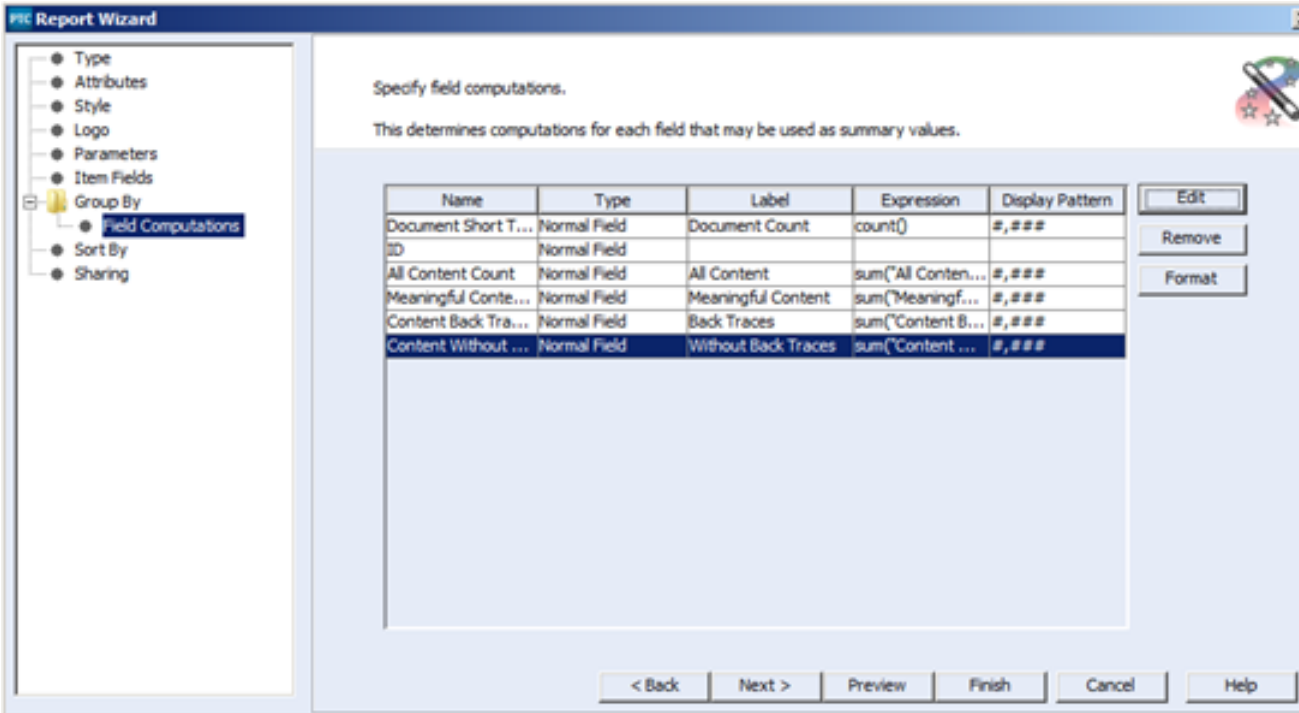 PTC Report Wizard
Type
Attributes
Style
Logo
Parameters
Item Fields
Group By
Field Computations
Sort By
Sharing
Specify field computations.
This determines computations for each field that may be used as summary values.
Name Type Label Expression Display Pattern
Document Short T... Normal Field Document Count count() #,###
ID Normal Field
All Content Count Normal Field All Content sum("All Conten... #,###
Meaningful Conte... Normal Field Meaningful Content sum("Meaningf... #,###
Content Back Tra... Normal Field Back Traces sum("Content B... #,###
Content Without ... Normal Field Without Back Traces sum("Content ... #,###
Edit
Remove
Format
< Back Next > Preview Finish Cancel Help